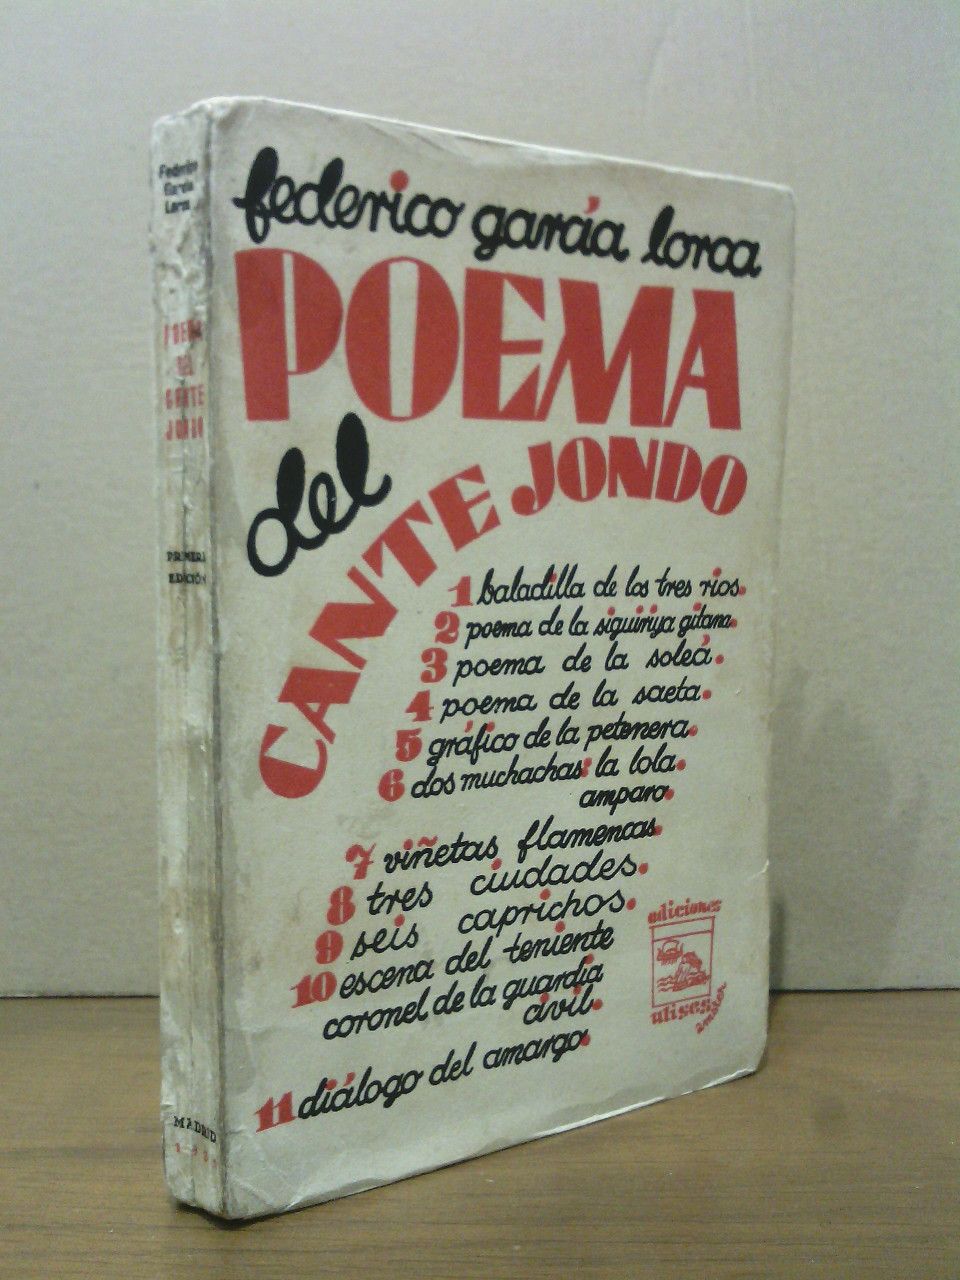 federico garcía lorca
POEMA
del
CANTE JONDO
1 baladilla de los tres rios.
2 poema de la siguiriya gitana.
3 poema de la soleá.
4 poema de la saeta.
5 gráfico de la petenera.
6 dos muchachas: la lola.
amparo.
7 viñetas flamencas.
8 tres ciudades.
9 seis caprichos.
10 escena del teniente
coronel de la guardia
civil.
11 diálogo del amargo.
ediciones
ulises
Federico
García
Lorca
POEMA
DEL
CANTE
JONDO
PRIMERA
EDICIÓN
MADRID